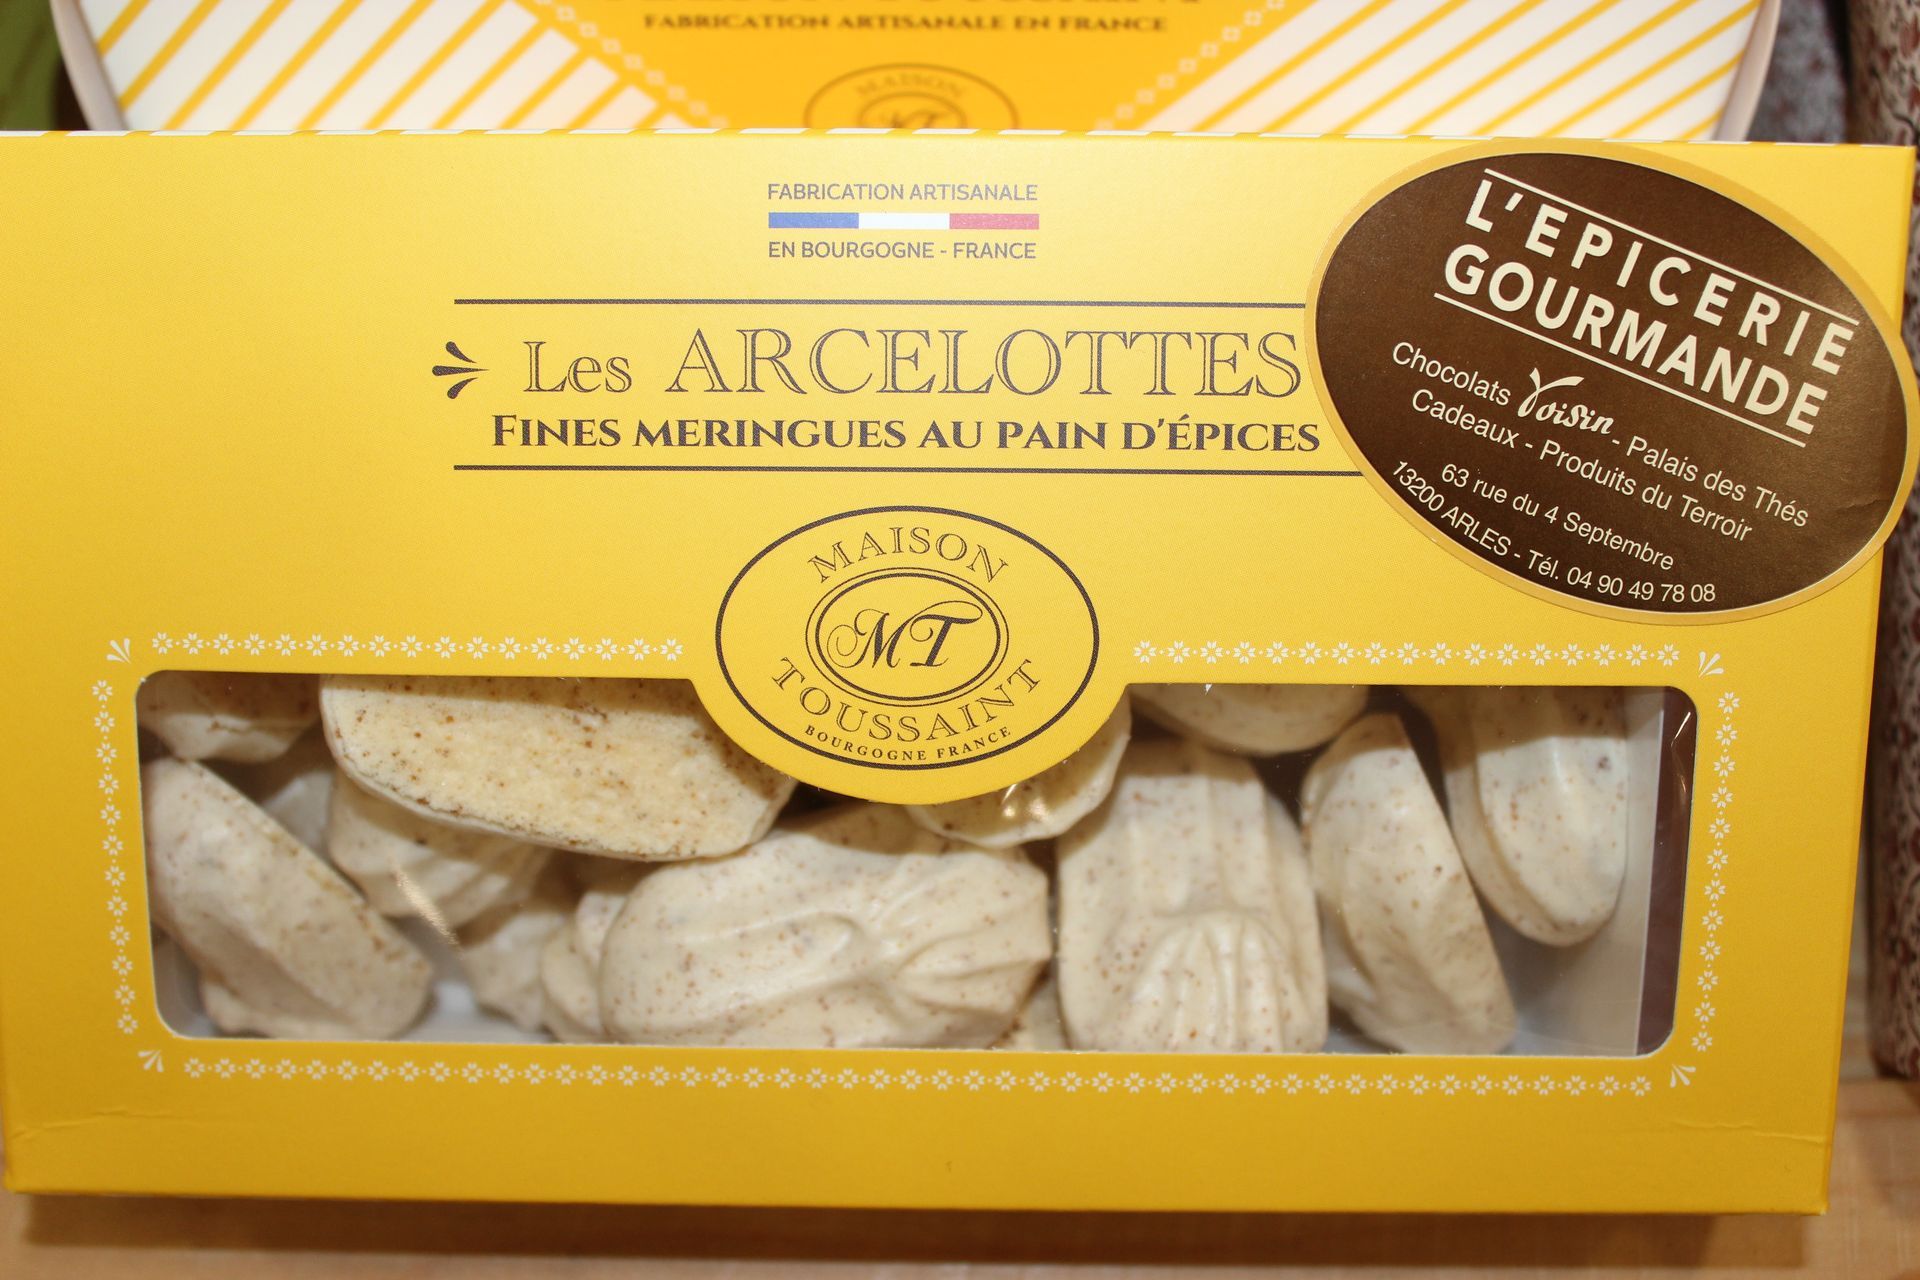 FABRICATION ARTISANALE EN FRANCE
MAISON
MT
FABRICATION ARTISANALE
EN BOURGOGNE - FRANCE
Les ARCELOTTES
FINES MERINGUES AU PAIN D'ÉPICES
MAISON
MT
TOUSSAINT
BOURGOGNE FRANCE
L'EPICERIE
GOURMANDE
Chocolats Voisin - Palais des Thés
Cadeaux - Produits du Terroir
63 rue du 4 Septembre
13200 ARLES - Tél. 04 90 49 78 08